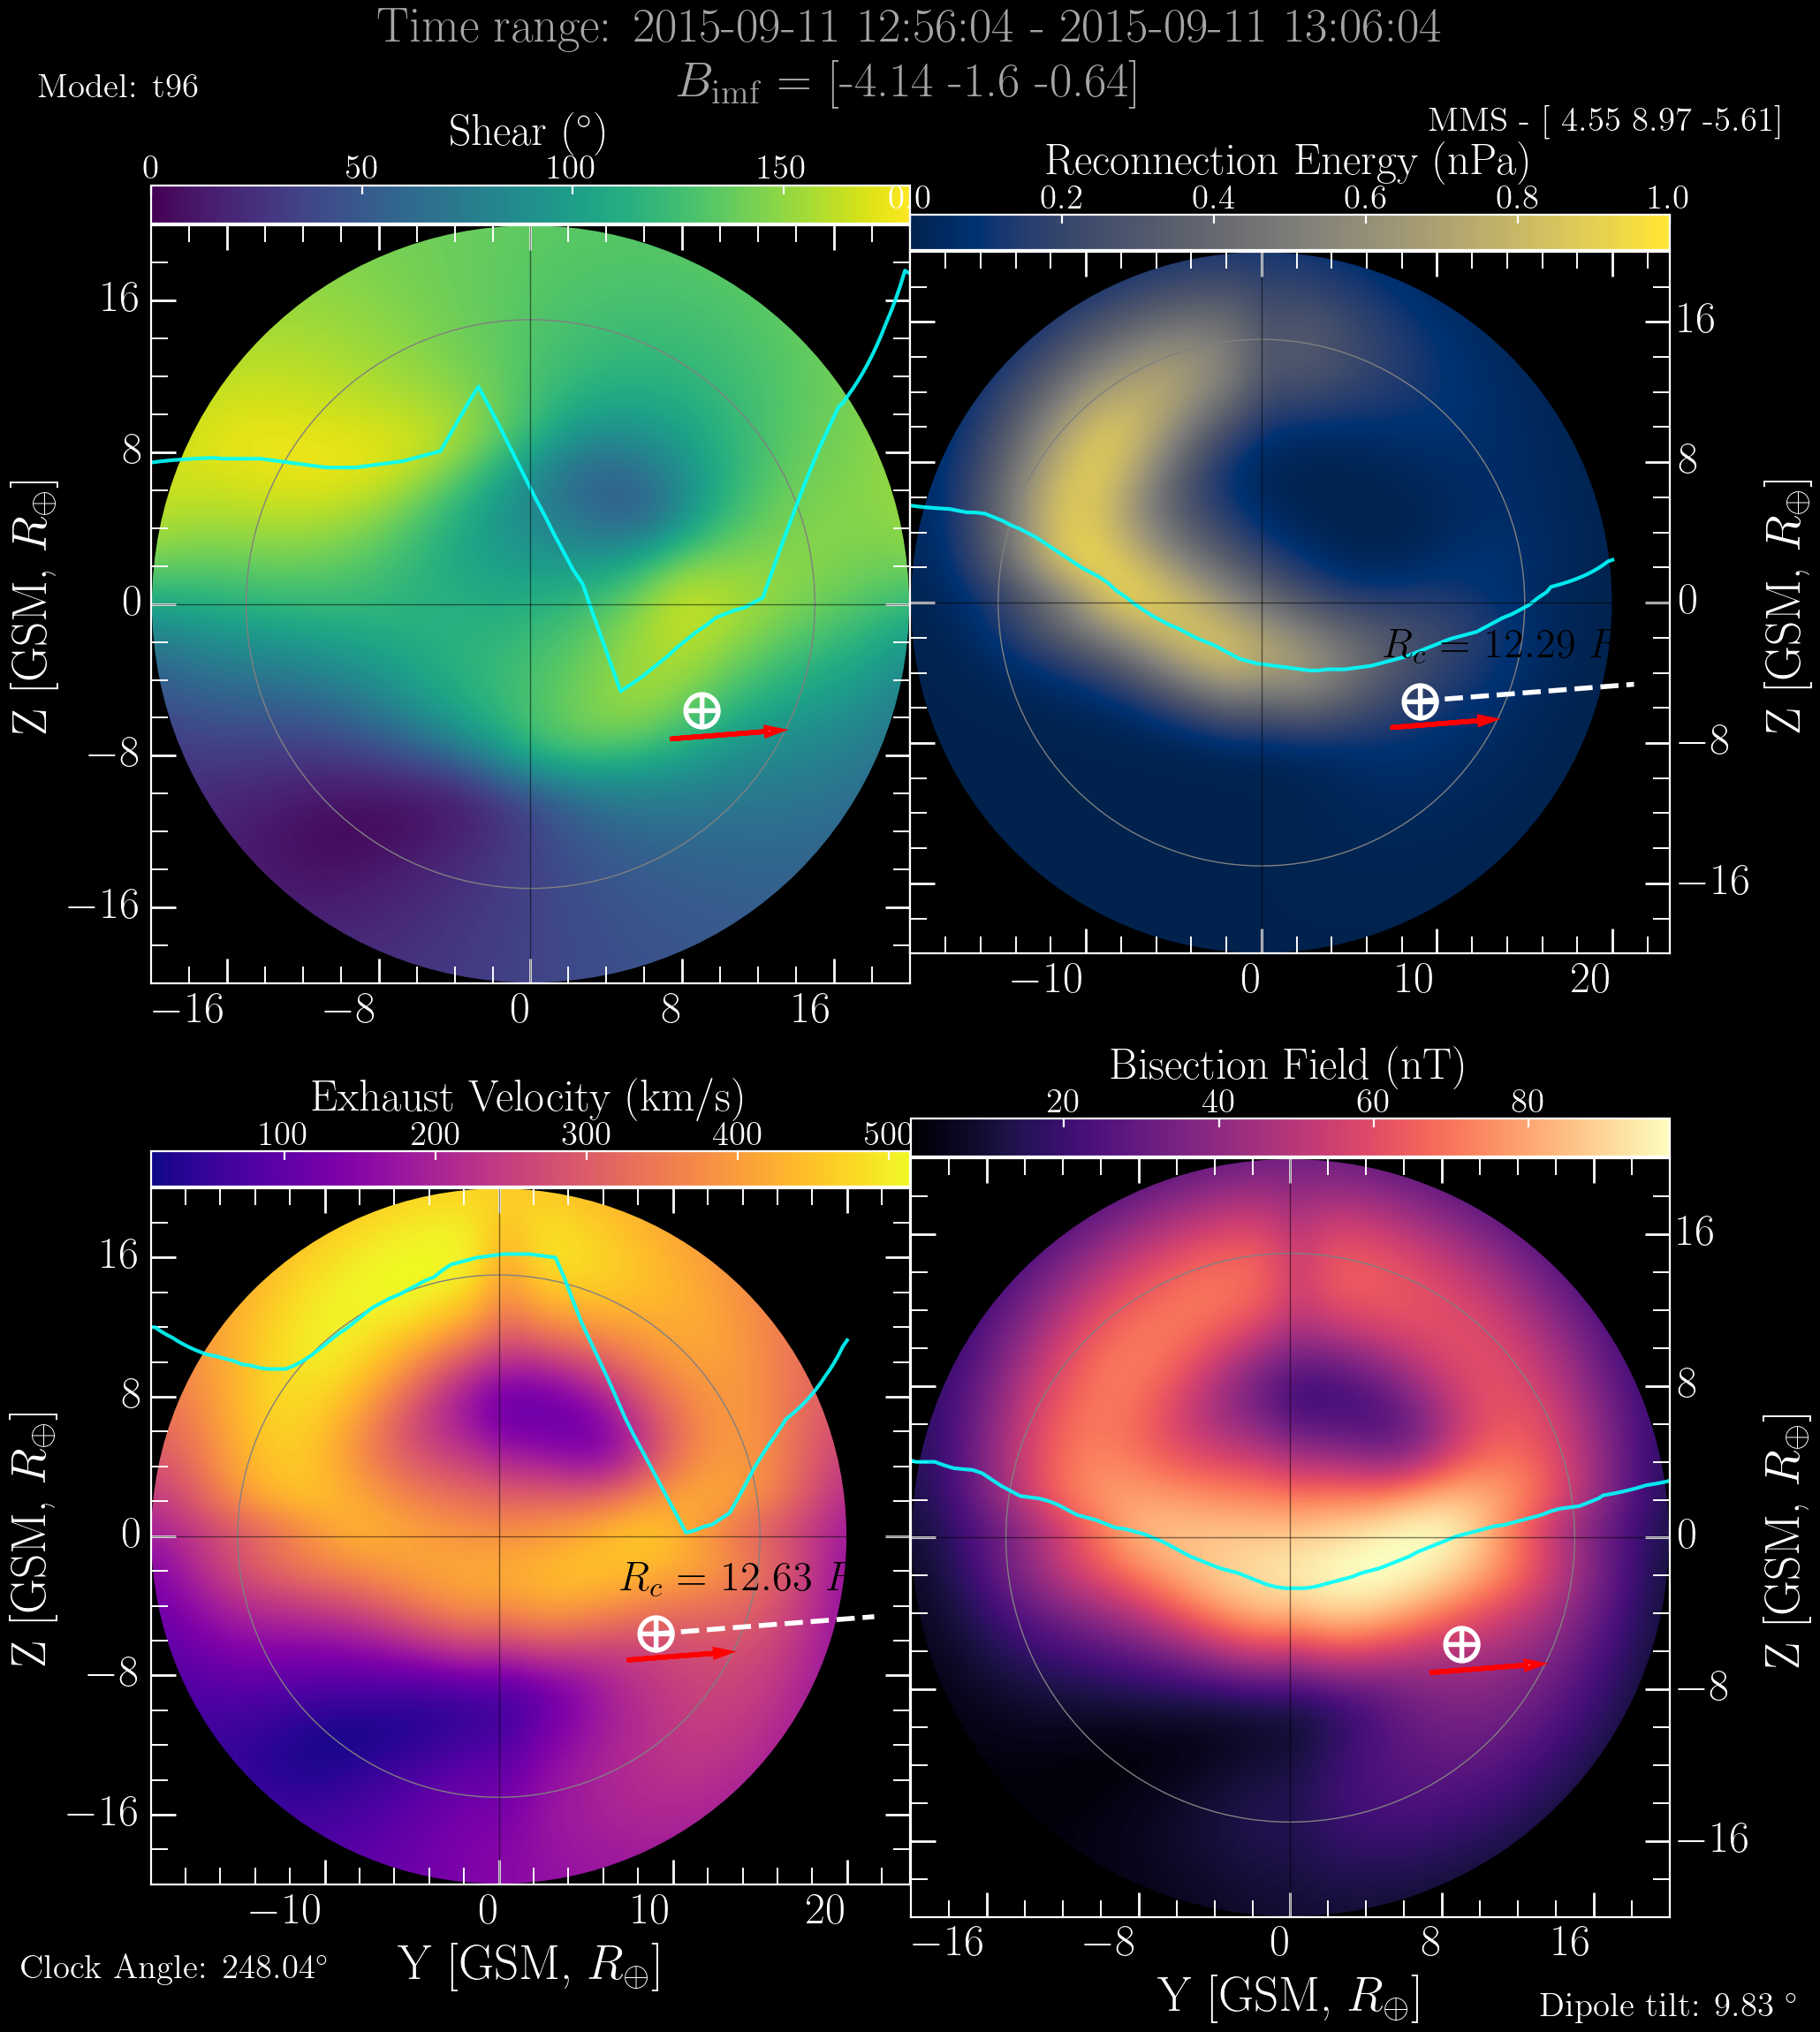 Time range: 2015-09-11 12:56:04 - 2015-09-11 13:06:04
Model: t96
B_imf = [-4.14 -1.6 -0.64]
MMS - [ 4.55 8.97 -5.61]
Shear (°)
0 50 100 150
Reconnection Energy (nPa)
0.0 0.2 0.4 0.6 0.8 1.0
Z [GSM, R⊕]
16
8
0
−8
−16
−16 −8 0 8 16
R_c = 12.29
16
8
0
−8
−16
Z [GSM, R⊕]
−10 0 10 20
Exhaust Velocity (km/s)
100 200 300 400 500
Bisection Field (nT)
20 40 60 80
Z [GSM, R⊕]
16
8
0
−8
−16
R_c = 12.63
−10 0 10 20
Y [GSM, R⊕]
16
8
0
−8
−16
Z [GSM, R⊕]
−16 −8 0 8 16
Y [GSM, R⊕]
Clock Angle: 248.04°
Dipole tilt: 9.83 °